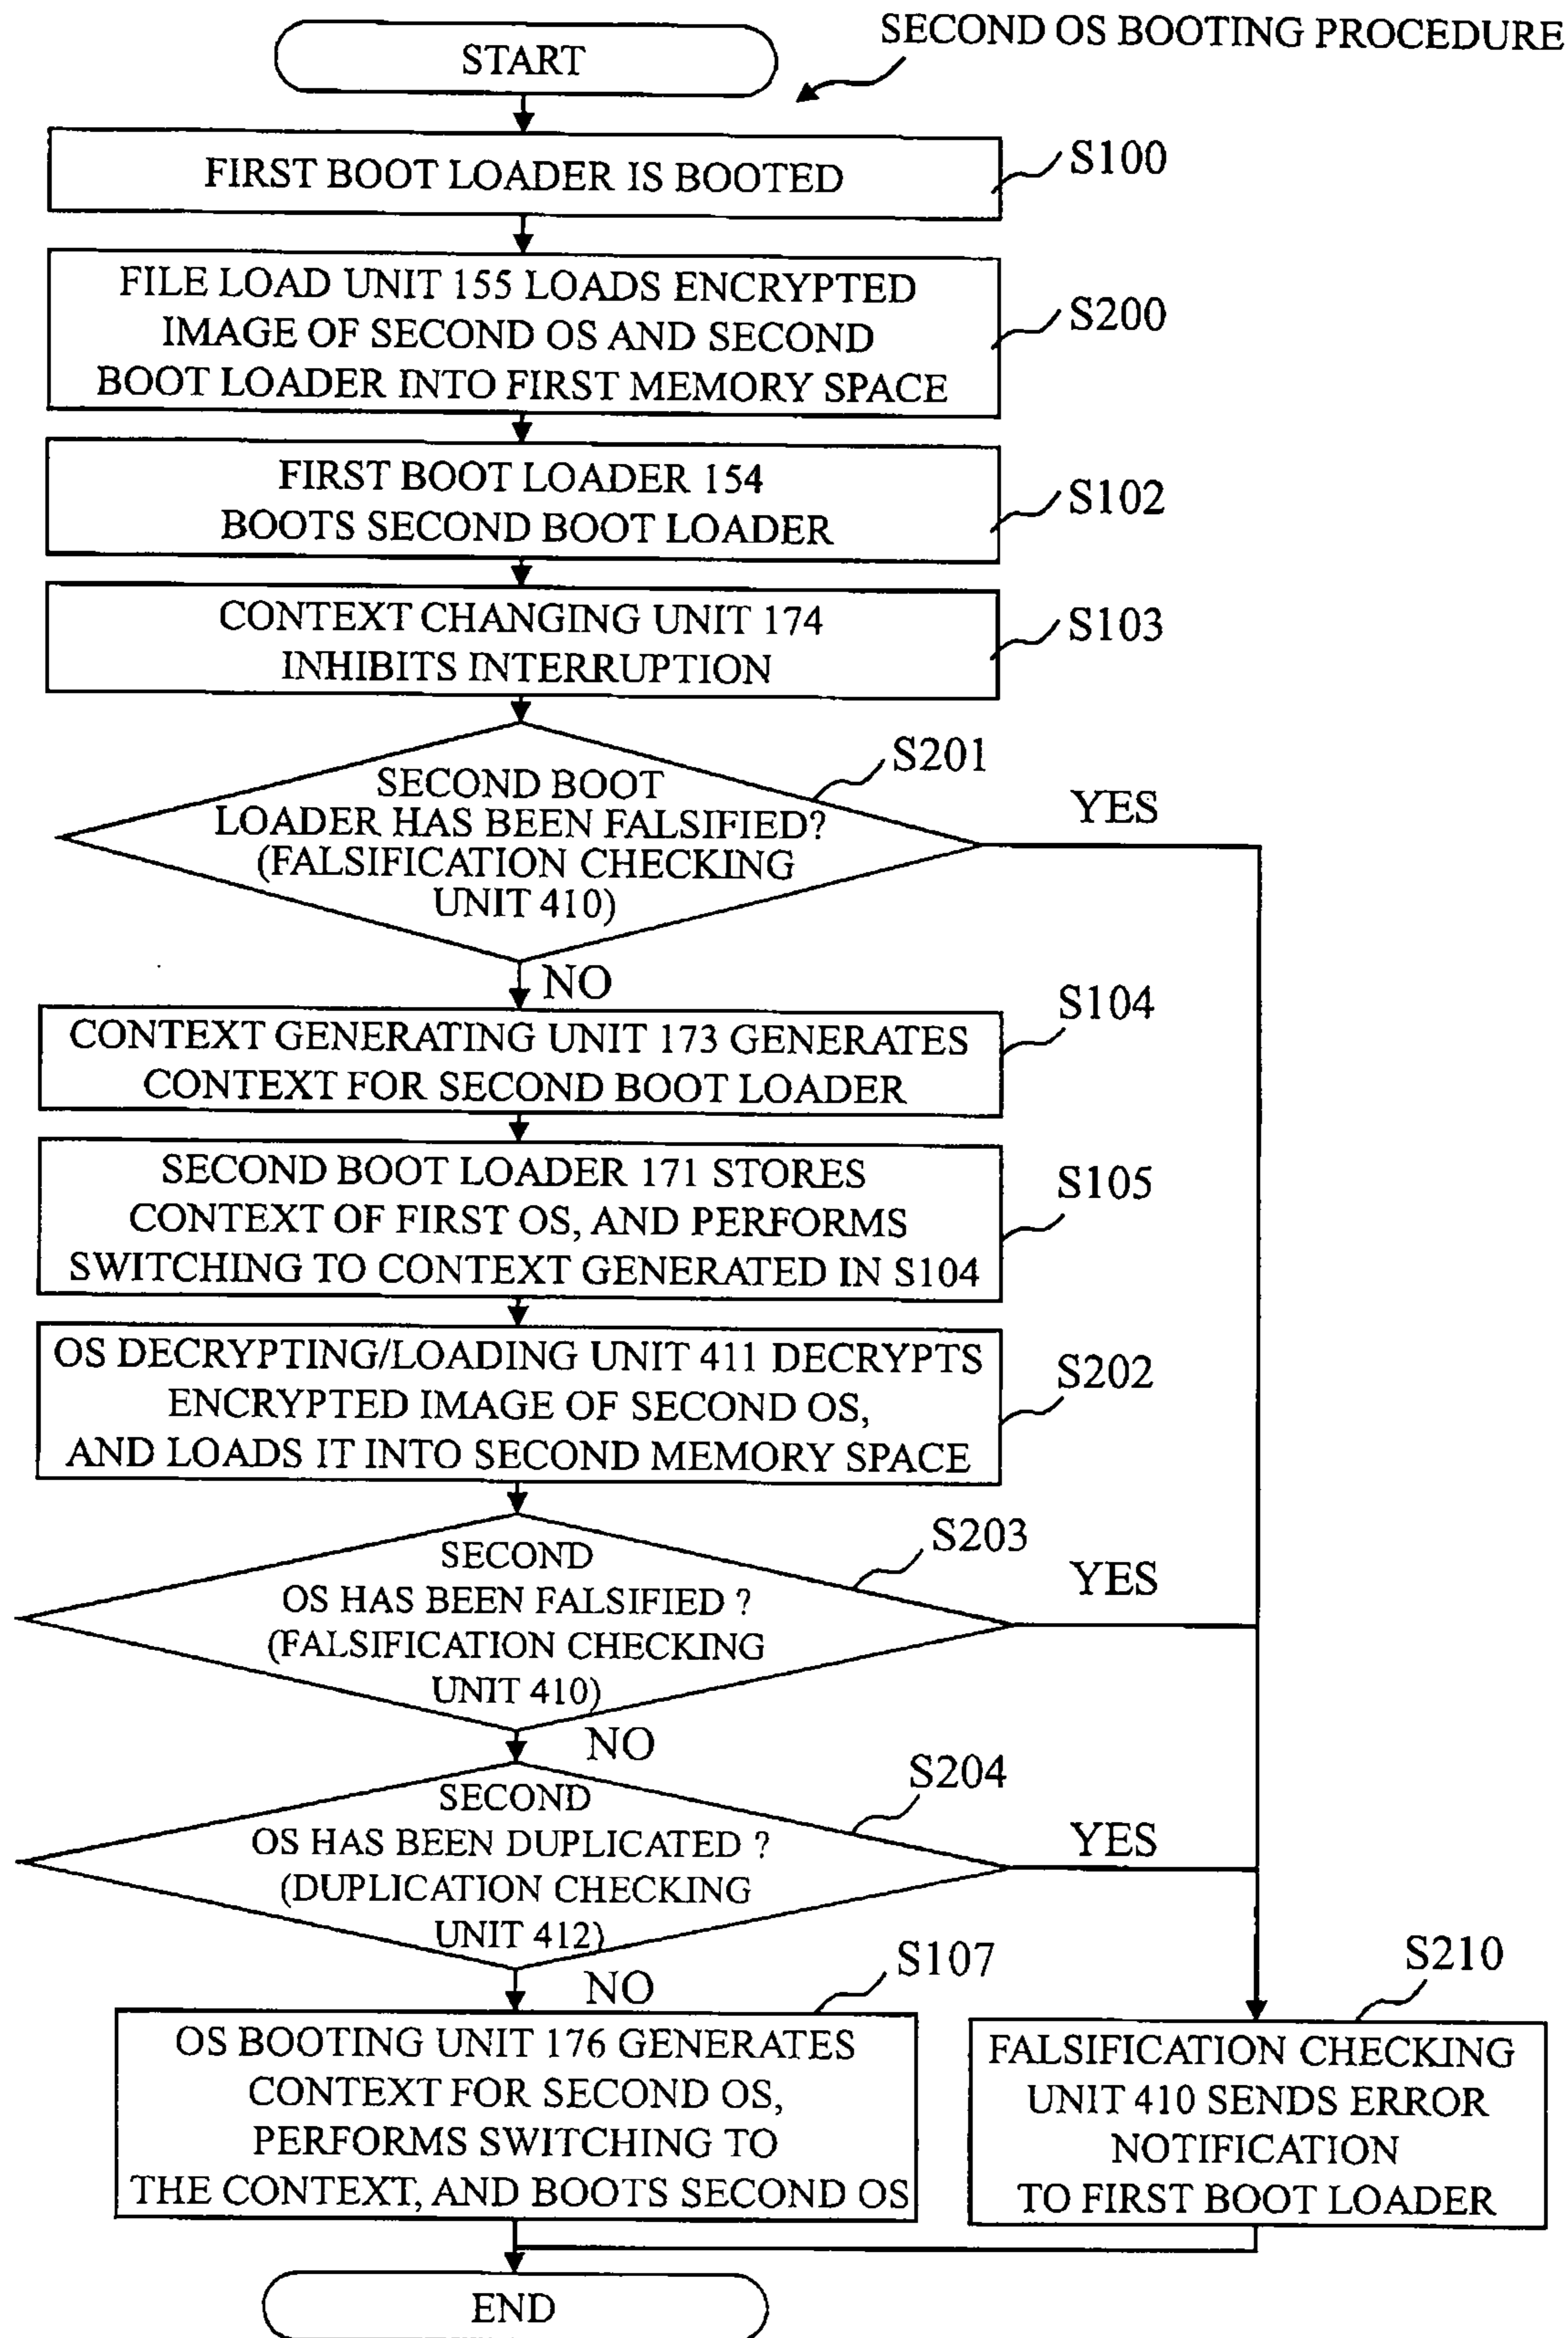 SECOND OS BOOTING PROCEDURE
START
FIRST BOOT LOADER IS BOOTED
S100
FILE LOAD UNIT 155 LOADS ENCRYPTED
IMAGE OF SECOND OS AND SECOND
BOOT LOADER INTO FIRST MEMORY SPACE
S200
FIRST BOOT LOADER 154
BOOTS SECOND BOOT LOADER
S102
CONTEXT CHANGING UNIT 174
INHIBITS INTERRUPTION
S103
SECOND BOOT
LOADER HAS BEEN FALSIFIED?
(FALSIFICATION CHECKING
UNIT 410)
S201
YES
NO
CONTEXT GENERATING UNIT 173 GENERATES
CONTEXT FOR SECOND BOOT LOADER
S104
SECOND BOOT LOADER 171 STORES
CONTEXT OF FIRST OS, AND PERFORMS
SWITCHING TO CONTEXT GENERATED IN S104
S105
OS DECRYPTING/LOADING UNIT 411 DECRYPTS
ENCRYPTED IMAGE OF SECOND OS,
AND LOADS IT INTO SECOND MEMORY SPACE
S202
SECOND
OS HAS BEEN FALSIFIED ?
(FALSIFICATION CHECKING
UNIT 410)
S203
YES
NO
SECOND
OS HAS BEEN DUPLICATED ?
(DUPLICATION CHECKING
UNIT 412)
S204
YES
NO
S107
OS BOOTING UNIT 176 GENERATES
CONTEXT FOR SECOND OS,
PERFORMS SWITCHING TO
THE CONTEXT, AND BOOTS SECOND OS
S210
FALSIFICATION CHECKING
UNIT 410 SENDS ERROR
NOTIFICATION
TO FIRST BOOT LOADER
END